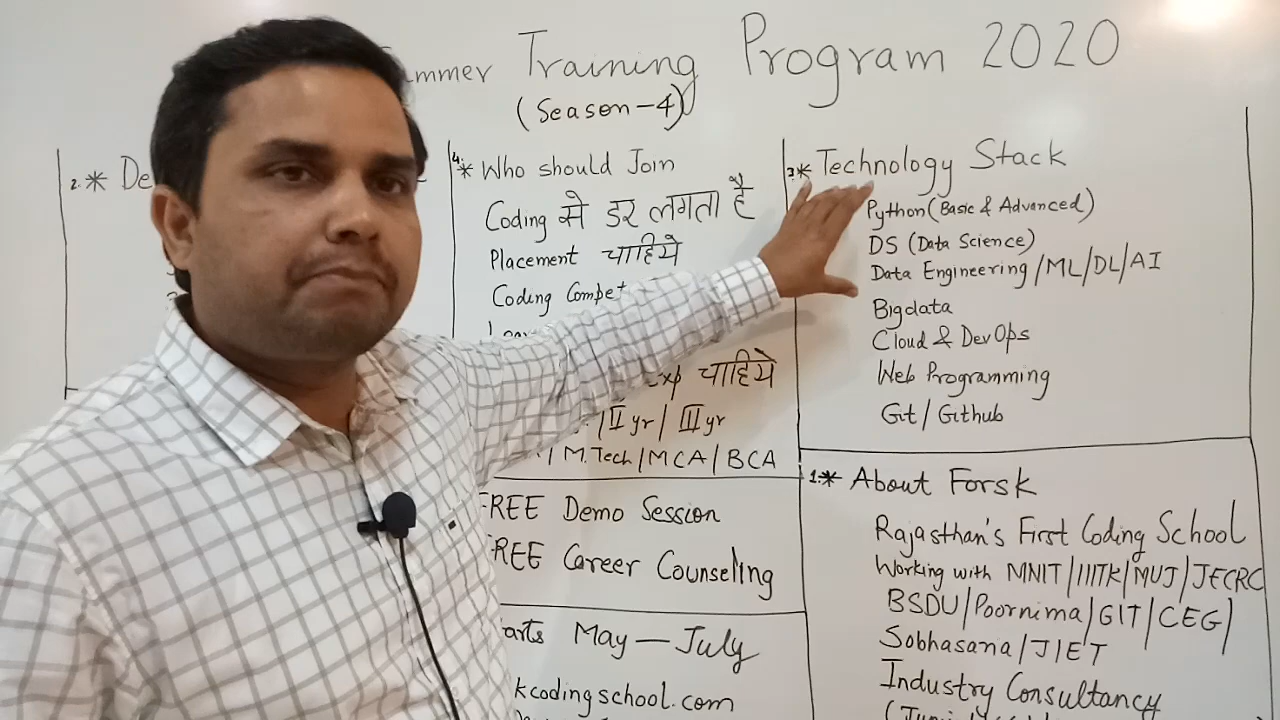 Training Program 2020
(Season-4)
2.* De
4.* Who should Join
Coding से डर लगता है
Placement चाहिये
Coding Compet
चाहिये
/II yr/ III yr
/ M.Tech/MCA/BCA
FREE Demo Session
FREE Career Counseling
May - July
kcodingschool.com
3.* Technology Stack
Python (Basic & Advanced)
DS (Data Science)
Data Engineering/ML/DL/AI
Bigdata
Cloud & DevOps
Web Programming
Git/Github
1.* About Forsk
Rajasthan's First Coding School
Working with MNIT/IIITK/MUJ/JECRC
BSDU/Poornima/GIT/CEG/
Sobhasana/JIET
Industry Consultancy